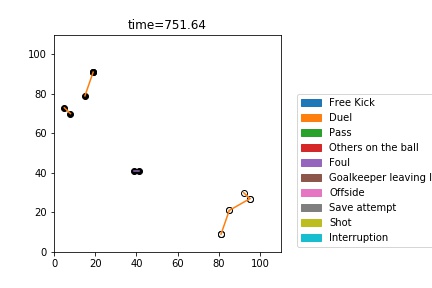 time=751.64
100
80
60
40
20
0
0 20 40 60 80 100
Free Kick
Duel
Pass
Others on the ball
Foul
Goalkeeper leaving l
Offside
Save attempt
Shot
Interruption